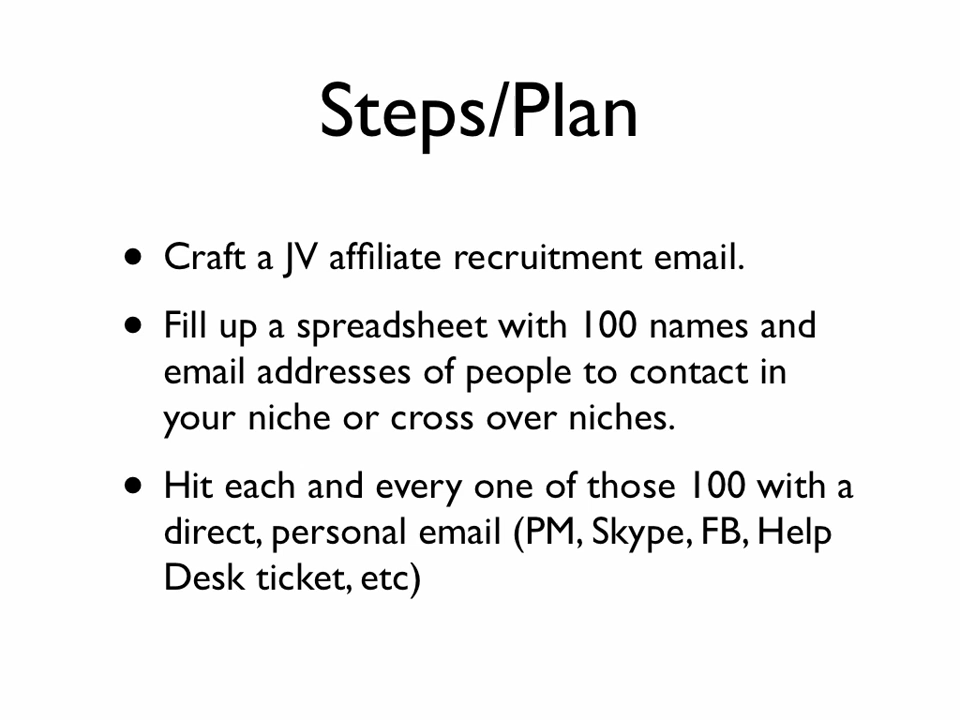 Steps/Plan
• Craft a JV affiliate recruitment email.
• Fill up a spreadsheet with 100 names and
email addresses of people to contact in
your niche or cross over niches.
• Hit each and every one of those 100 with a
direct, personal email (PM, Skype, FB, Help
Desk ticket, etc)